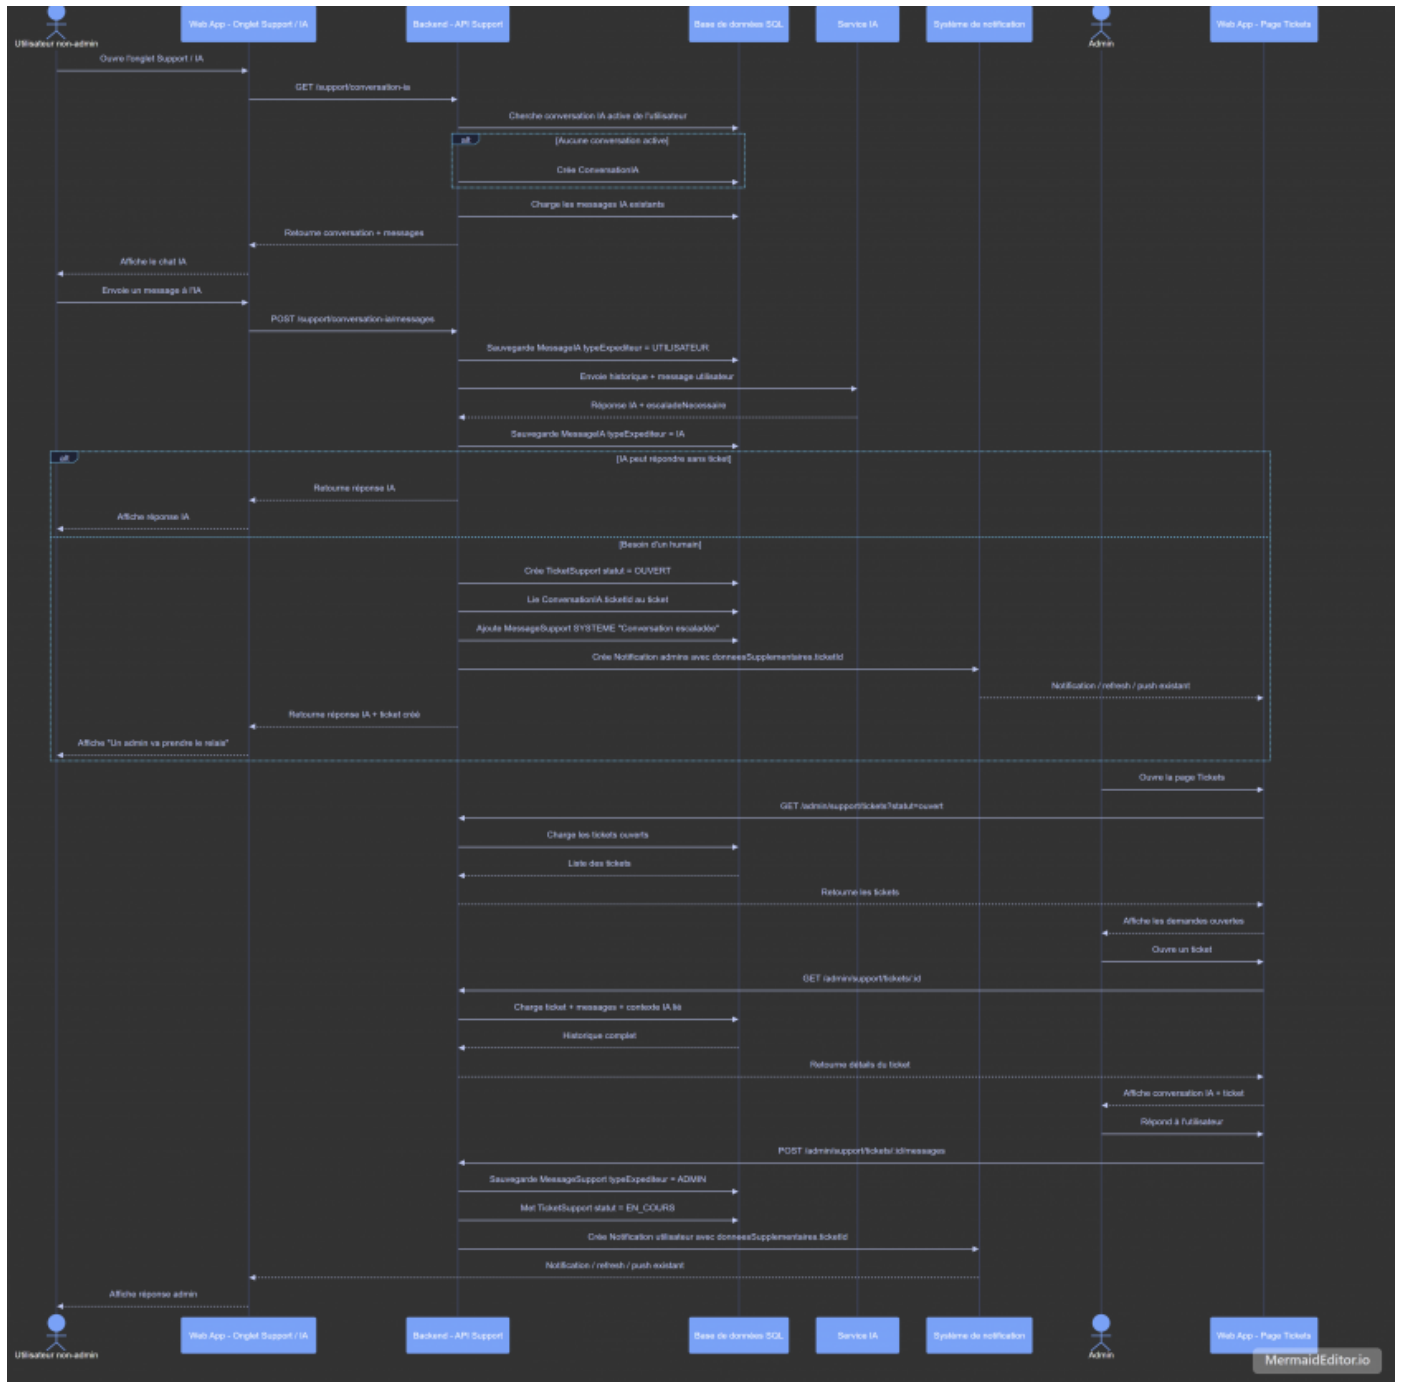 Utilisateur non-admin
Web App - Onglet Support / IA
Backend - API Support
Base de données SQL
Service IA
Système de notification
Admin
Web App - Page Tickets
Ouvre l'onglet Support / IA
GET /support/conversation-ia
Cherche conversation IA active de l'utilisateur
alt
[Aucune conversation active]
Crée ConversationIA
Charge les messages IA existants
Retourne conversation + messages
Affiche le chat IA
Envoie un message à l'IA
POST /support/conversation-ia/messages
Sauvegarde MessageIA typeExpediteur = UTILISATEUR
Envoie historique + message utilisateur
Réponse IA + escaladeNecessaire
Sauvegarde MessageIA typeExpediteur = IA
alt
[IA peut répondre sans ticket]
Retourne réponse IA
Affiche réponse IA
[Besoin d'un humain]
Crée TicketSupport statut = OUVERT
Lie ConversationIA.ticketId au ticket
Ajoute MessageSupport SYSTEME "Conversation escaladée"
Crée Notification admins avec donneesSupplementaires.ticketId
Notification / refresh / push existant
Retourne réponse IA + ticket créé
Affiche "Un admin va prendre le relais"
Ouvre la page Tickets
GET /admin/support/tickets?statut=ouvert
Charge les tickets ouverts
Liste des tickets
Retourne les tickets
Affiche les demandes ouvertes
Ouvre un ticket
GET /admin/support/tickets/:id
Charge ticket + messages + contexte IA lié
Historique complet
Retourne détails du ticket
Affiche conversation IA + ticket
Répond à l'utilisateur
POST /admin/support/tickets/:id/messages
Sauvegarde MessageSupport typeExpediteur = ADMIN
Met TicketSupport statut = EN_COURS
Crée Notification utilisateur avec donneesSupplementaires.ticketId
Notification / refresh / push existant
Affiche réponse admin
Utilisateur non-admin
Web App - Onglet Support / IA
Backend - API Support
Base de données SQL
Service IA
Système de notification
Admin
Web App - Page Tickets
MermaidEditor.io